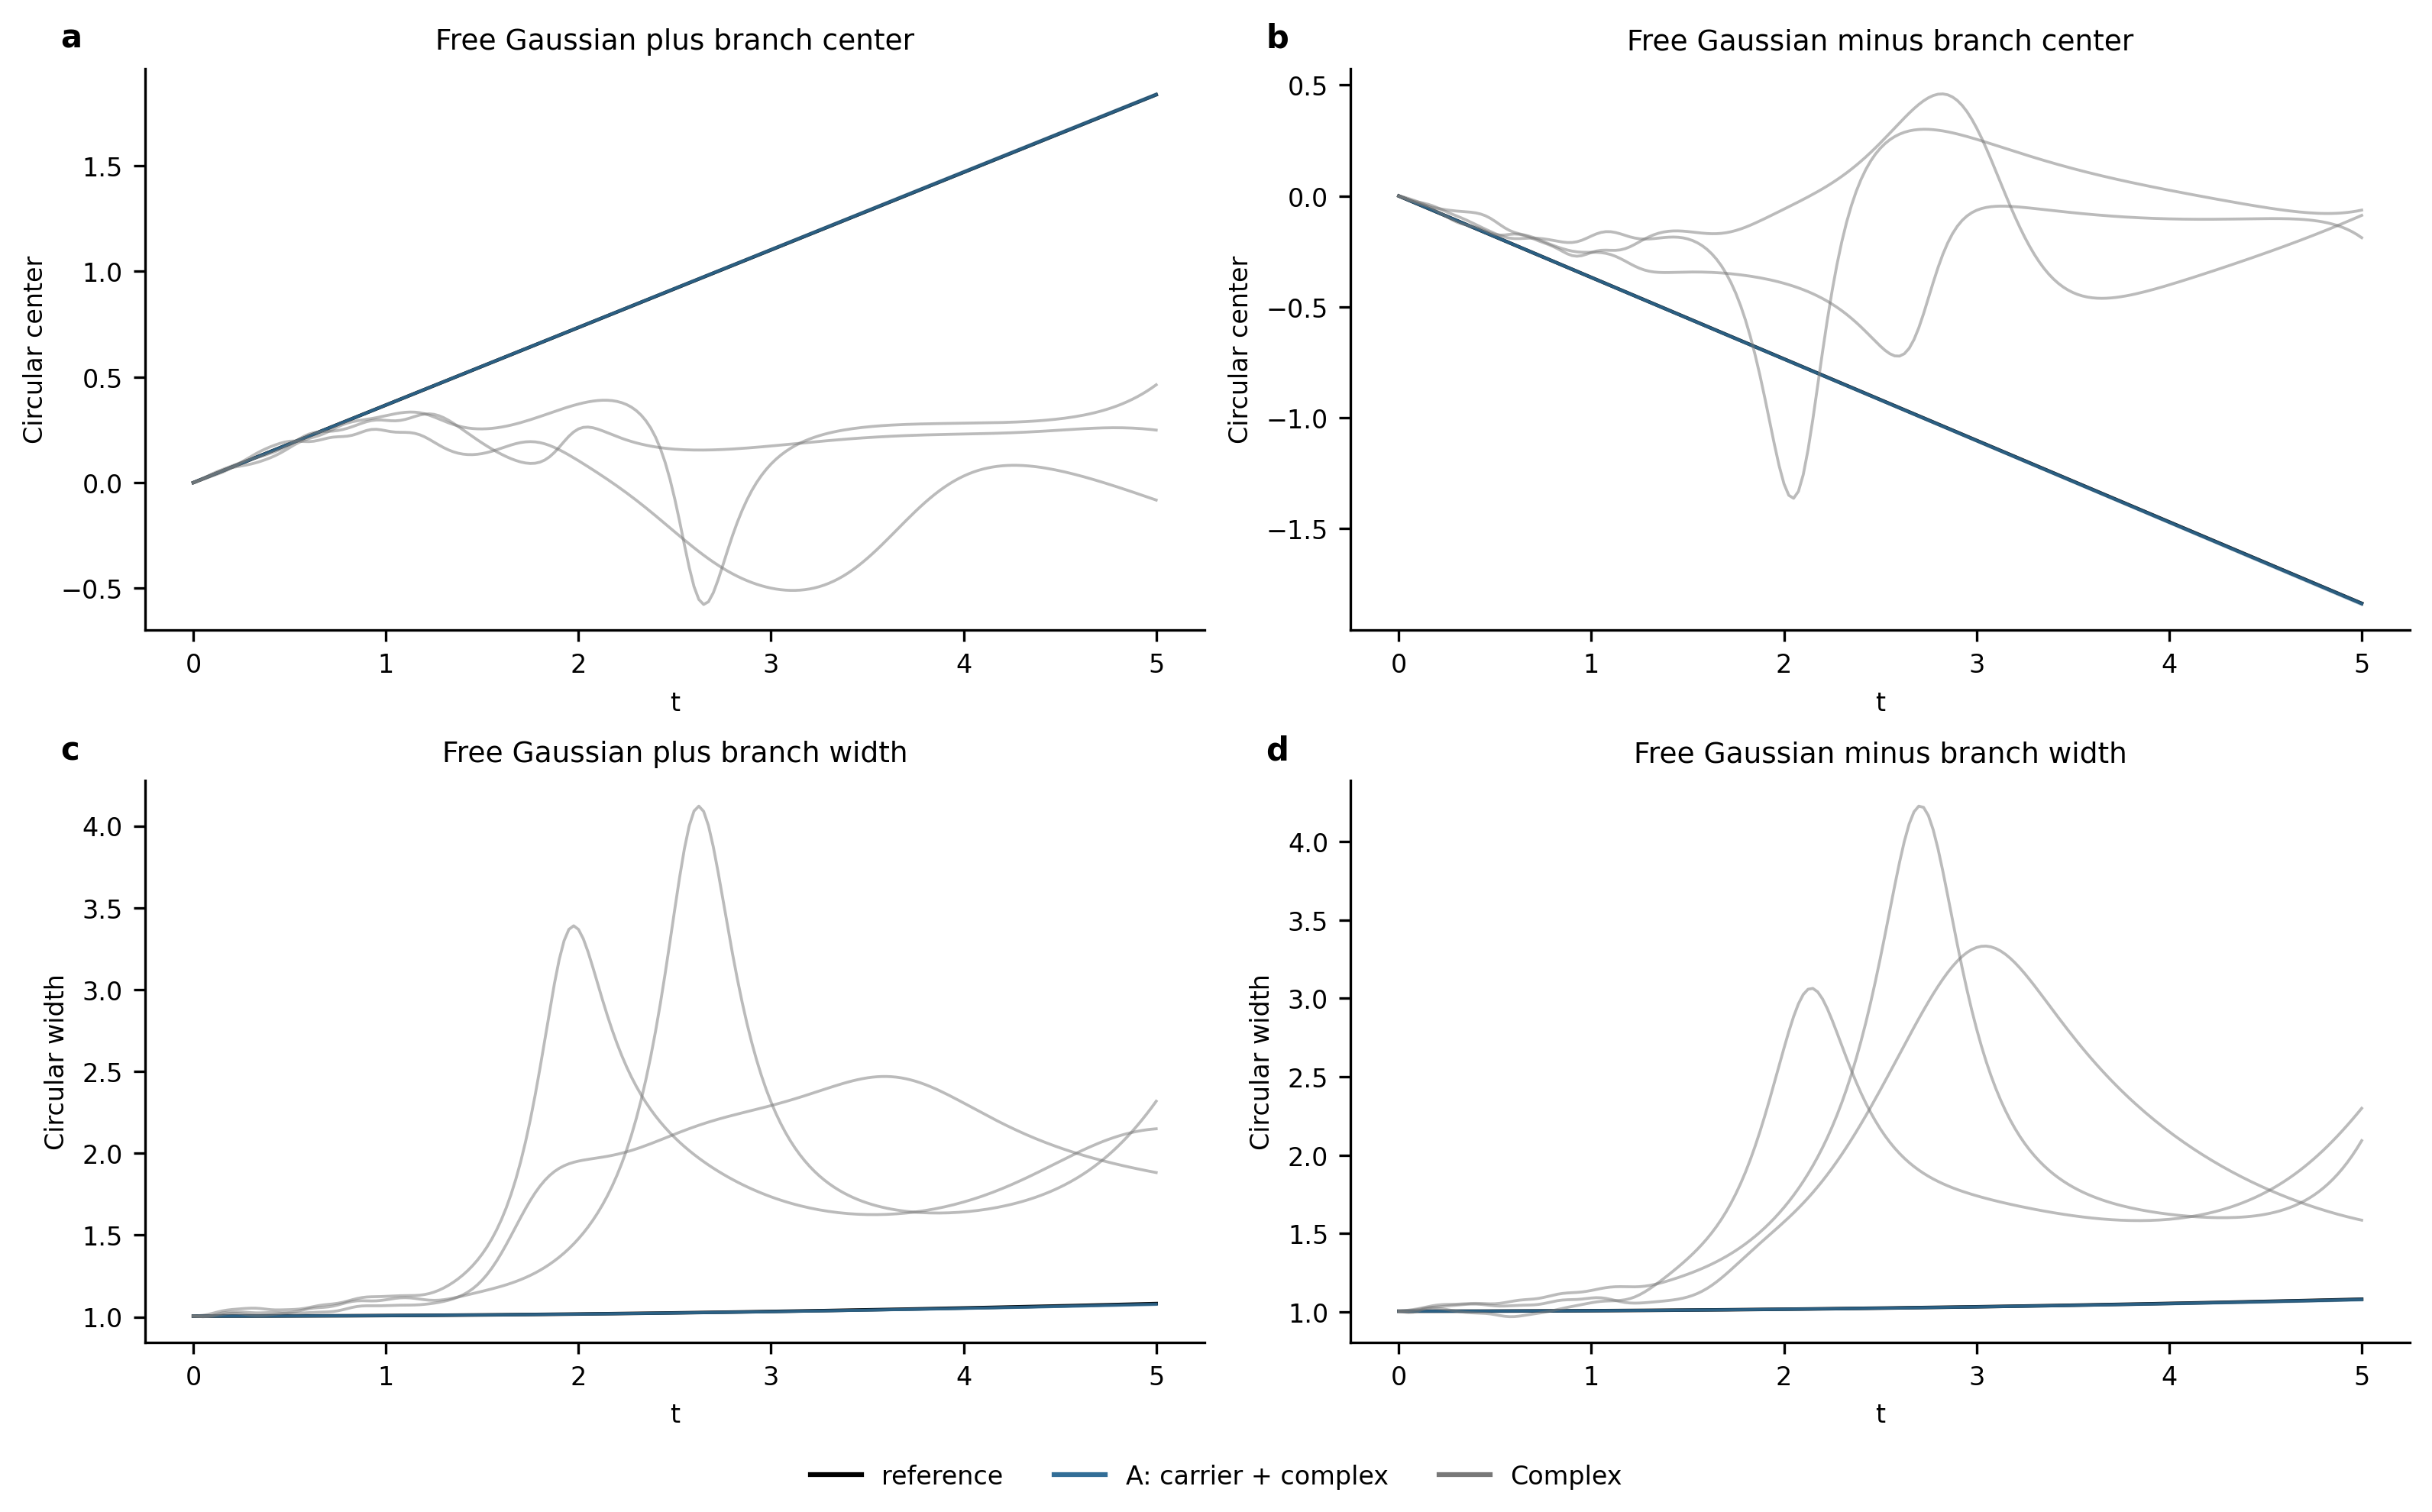 a
Free Gaussian plus branch center
Circular center
1.5
1.0
0.5
0.0
−0.5
0 1 2 3 4 5
t
b
Free Gaussian minus branch center
Circular center
0.5
0.0
−0.5
−1.0
−1.5
0 1 2 3 4 5
t
c
Free Gaussian plus branch width
Circular width
4.0
3.5
3.0
2.5
2.0
1.5
1.0
0 1 2 3 4 5
t
d
Free Gaussian minus branch width
Circular width
4.0
3.5
3.0
2.5
2.0
1.5
1.0
0 1 2 3 4 5
t
reference A: carrier + complex Complex